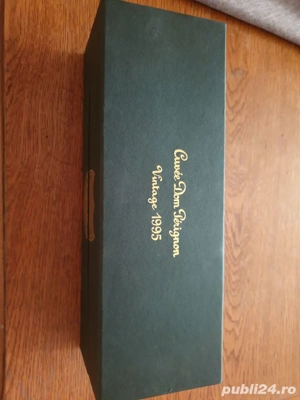 Cuvée Dom Pérignon
Vintage 1995
publi24.ro